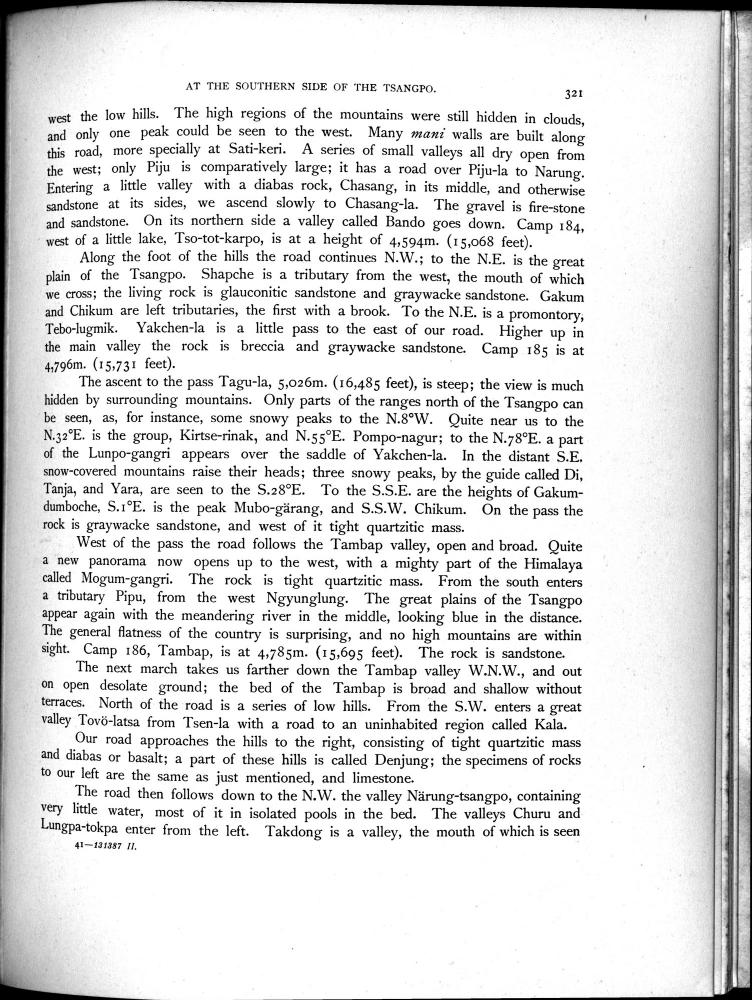 AT THE SOUTHERN SIDE OF THE TSANGPO.
321
west the low hills. The high regions of the mountains were still hidden in clouds,
and only one peak could be seen to the west. Many mani walls are built along
this road, more specially at Sati-keri. A series of small valleys all dry open from
the west; only Piju is comparatively large; it has a road over Piju-la to Narung.
Entering a little valley with a diabas rock, Chasang, in its middle, and otherwise
sandstone at its sides, we ascend slowly to Chasang-la. The gravel is fire-stone
and sandstone. On its northern side a valley called Bando goes down. Camp 184,
west of a little lake, Tso-tot-karpo, is at a height of 4,594m. (15,068 feet).
Along the foot of the hills the road continues N.W.; to the N.E. is the great
plain of the Tsangpo. Shapche is a tributary from the west, the mouth of which
we cross; the living rock is glauconitic sandstone and graywacke sandstone. Gakum
and Chikum are left tributaries, the first with a brook. To the N.E. is a promontory,
Tebo-lugmik. Yakchen-la is a little pass to the east of our road. Higher up in
the main valley the rock is breccia and graywacke sandstone. Camp 185 is at
4,796m. (15,731 feet).
The ascent to the pass Tagu-la, 5,026m. (16,485 feet), is steep; the view is much
hidden by surrounding mountains. Only parts of the ranges north of the Tsangpo can
be seen, as, for instance, some snowy peaks to the N.8°W. Quite near us to the
N.32°E. is the group, Kirtse-rinak, and N.55°E. Pompo-nagur; to the N.78°E. a part
of the Lunpo-gangri appears over the saddle of Yakchen-la. In the distant S.E.
snow-covered mountains raise their heads; three snowy peaks, by the guide called Di,
Tanja, and Yara, are seen to the S.28°E. To the S.S.E. are the heights of Gakum-
dumboche, S.1°E. is the peak Mubo-gärang, and S.S.W. Chikum. On the pass the
rock is graywacke sandstone, and west of it tight quartzitic mass.
West of the pass the road follows the Tambap valley, open and broad. Quite
a new panorama now opens up to the west, with a mighty part of the Himalaya
called Mogum-gangri. The rock is tight quartzitic mass. From the south enters
a tributary Pipu, from the west Ngyunglung. The great plains of the Tsangpo
appear again with the meandering river in the middle, looking blue in the distance.
The general flatness of the country is surprising, and no high mountains are within
sight. Camp 186, Tambap, is at 4,785m. (15,695 feet). The rock is sandstone.
The next march takes us farther down the Tambap valley W.N.W., and out
on open desolate ground; the bed of the Tambap is broad and shallow without
terraces. North of the road is a series of low hills. From the S.W. enters a great
valley Tovö-latsa from Tsen-la with a road to an uninhabited region called Kala.
Our road approaches the hills to the right, consisting of tight quartzitic mass
and diabas or basalt; a part of these hills is called Denjung; the specimens of rocks
to our left are the same as just mentioned, and limestone.
The road then follows down to the N.W. the valley Närung-tsangpo, containing
very little water, most of it in isolated pools in the bed. The valleys Churu and
Lungpa-tokpa enter from the left. Takdong is a valley, the mouth of which is seen
41—131387 II.